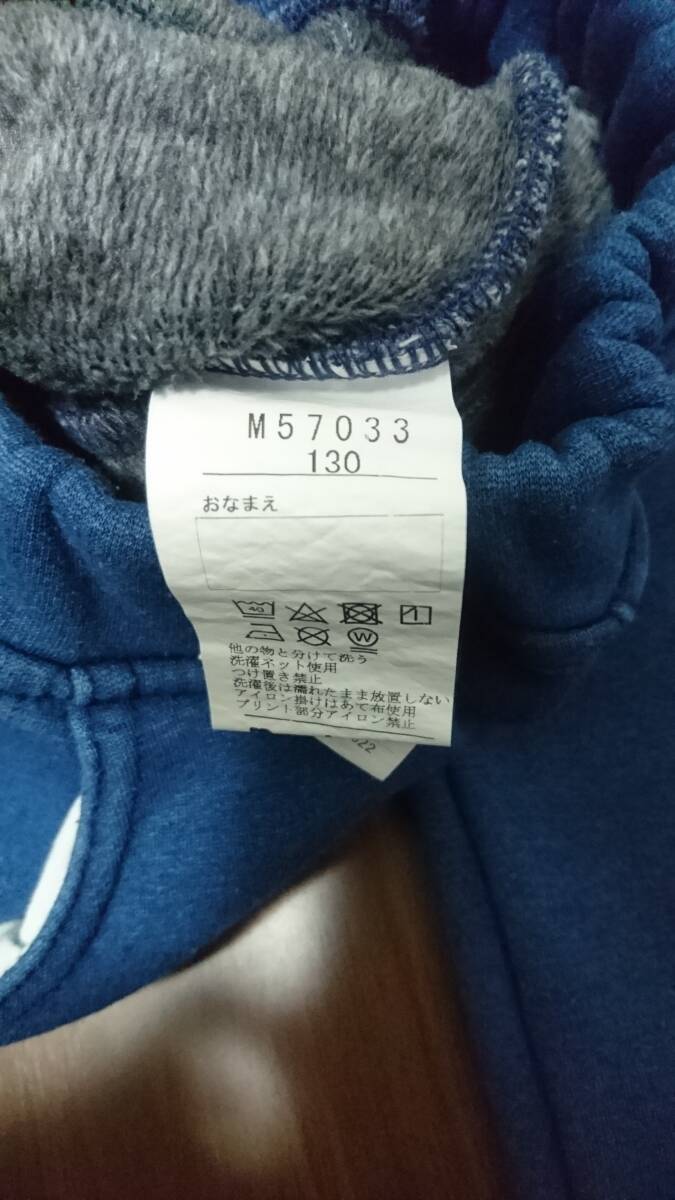 M57033
130
おなまえ
40
W
他の物と分けて洗う
洗濯ネット使用
つけ置き禁止
洗濯後は濡れたまま放置しない
アイロン掛けはあて布使用
プリント部分アイロン禁止